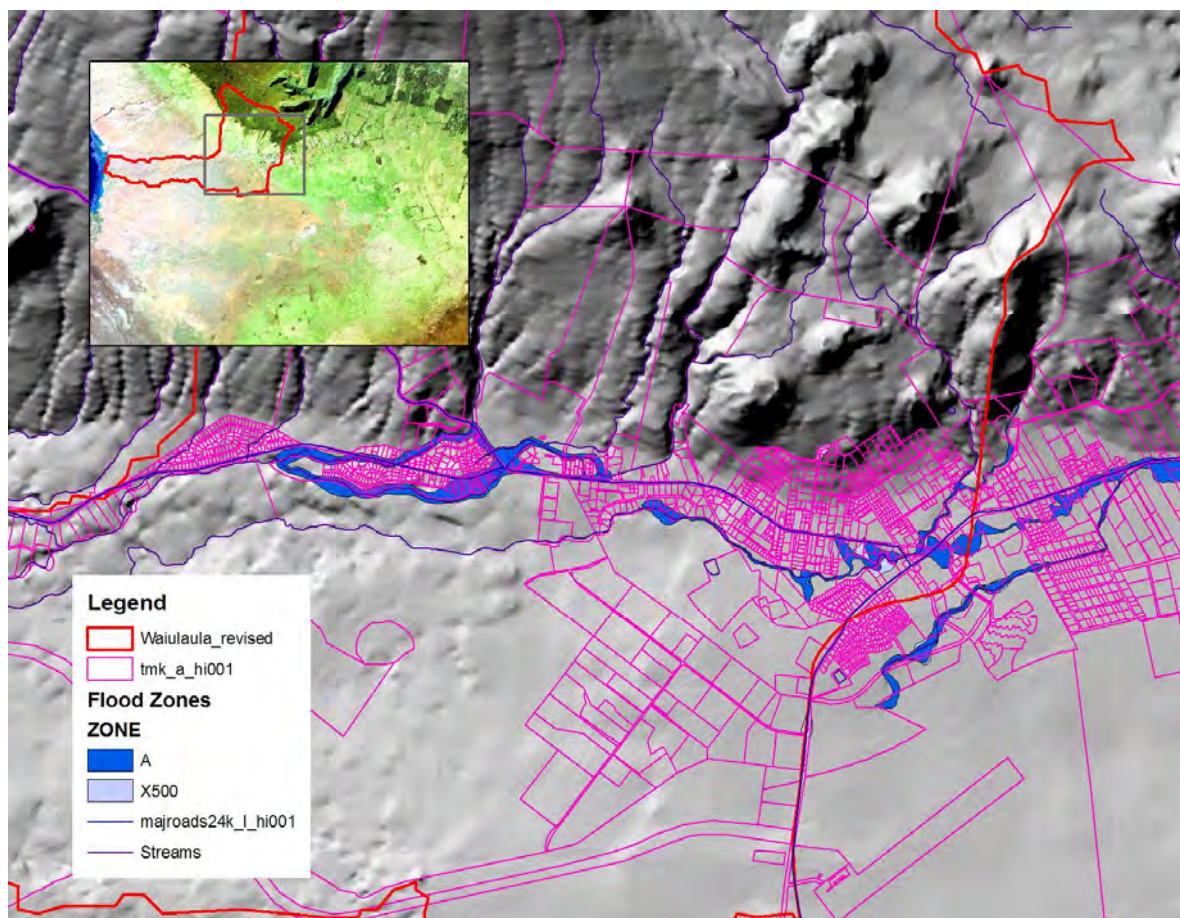 Legend
Waiulaula_revised
tmk_a_hi001
Flood Zones
ZONE
A
X500
majroads24k_l_hi001
Streams